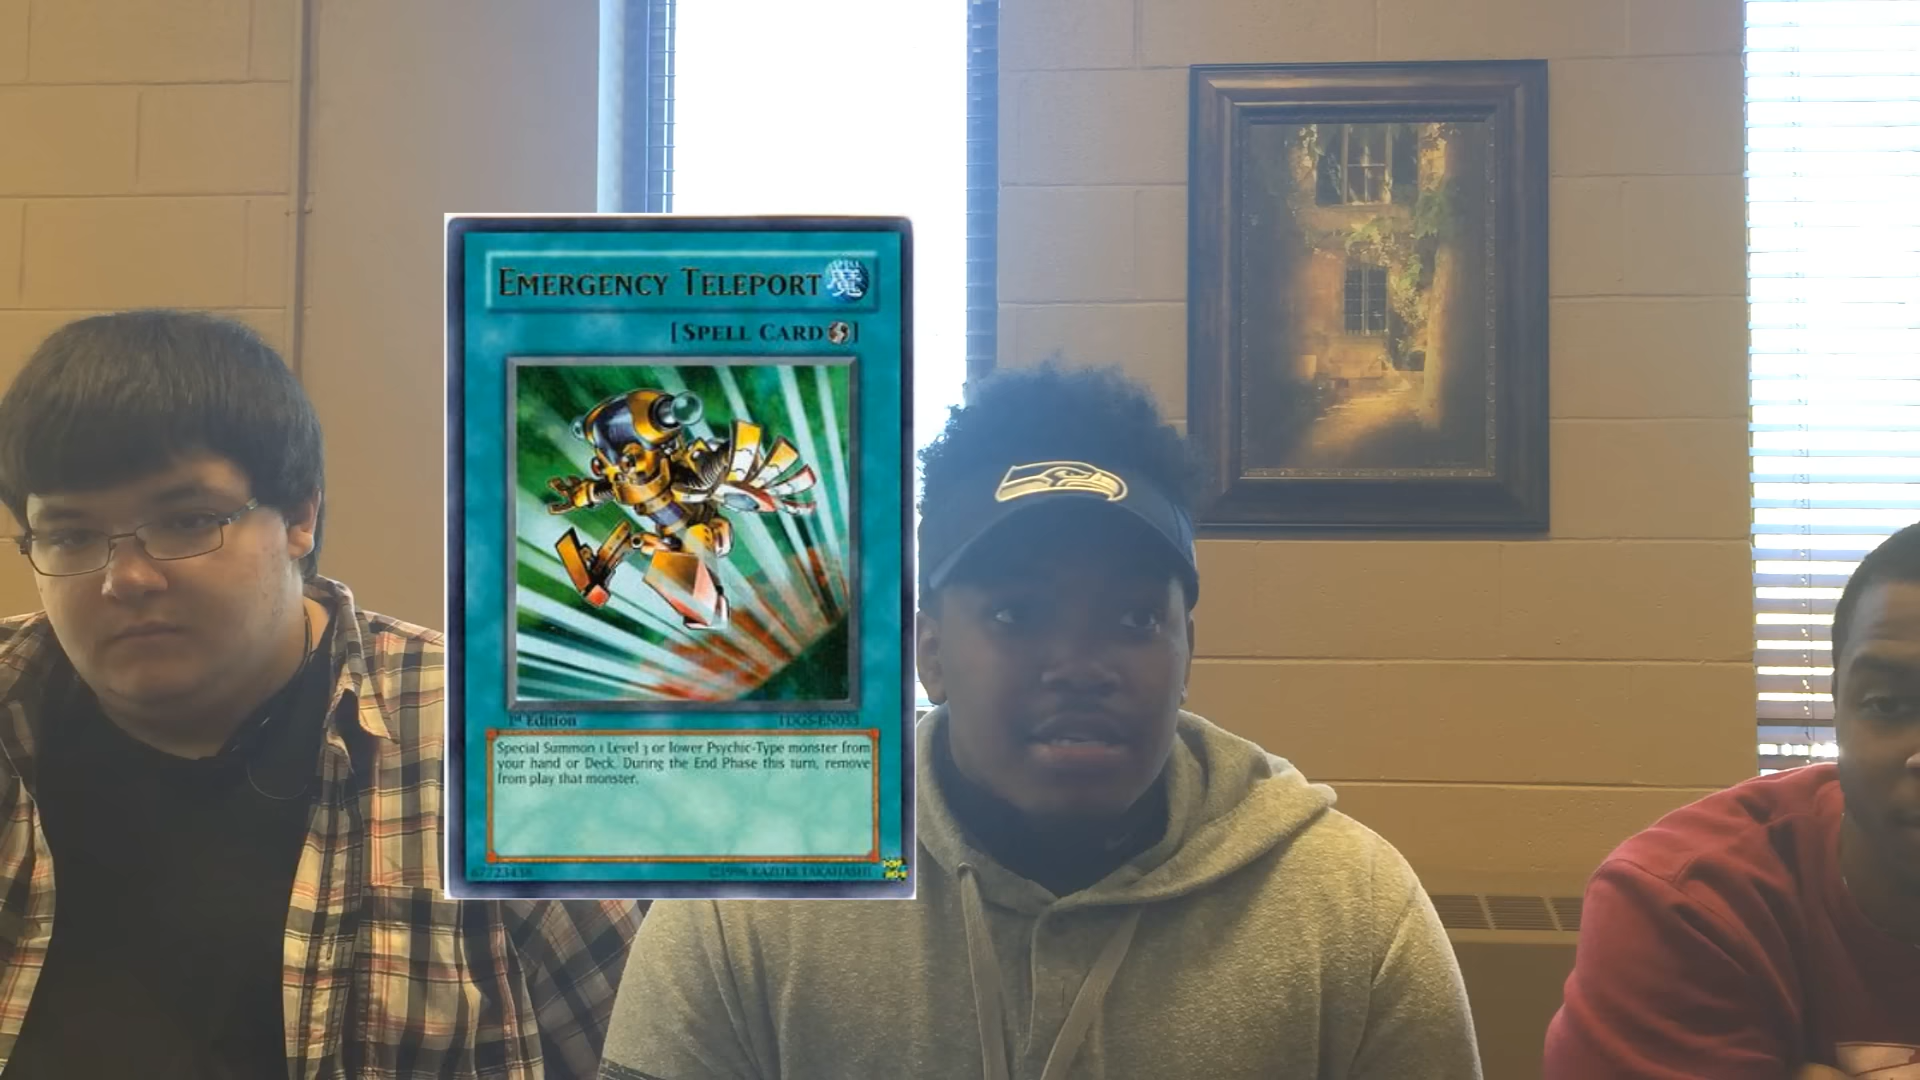 EMERGENCY TELEPORT
SPELL
魔
[SPELL CARD]
1st Edition
TDGS-EN053
Special Summon 1 Level 3 or lower Psychic-Type monster from
your hand or Deck. During the End Phase this turn, remove
from play that monster.
67723438
©1996 KAZUKI TAKAHASHI